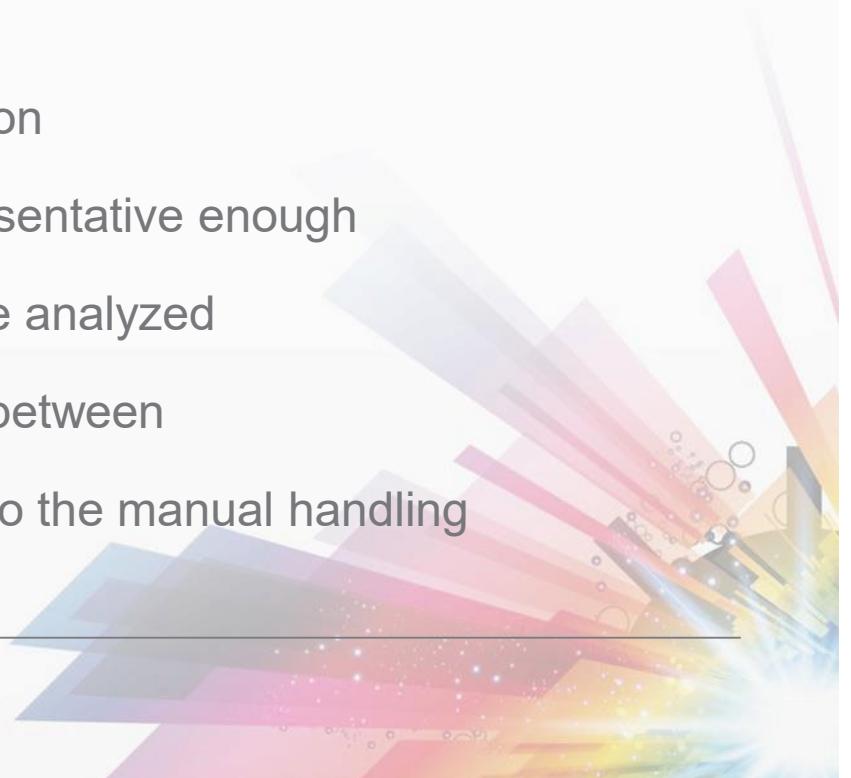 on
sentative enough
e analyzed
between
o the manual handling